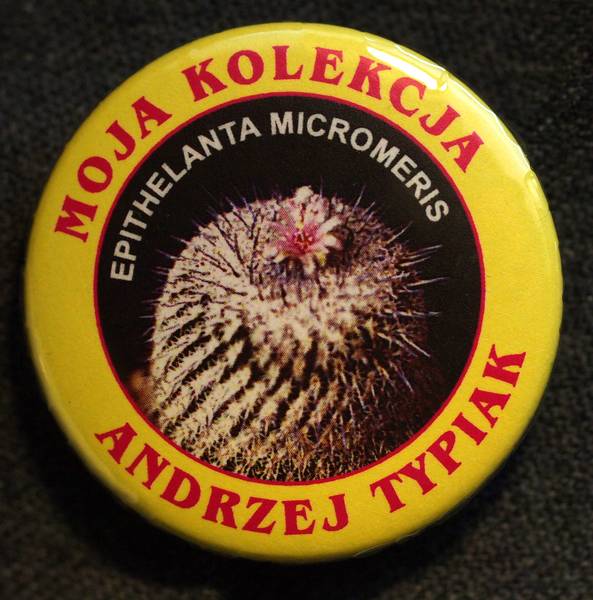 MOJA KOLEKCJA
EPITHELANTA MICROMERIS
ANDRZEJ TYPIAK